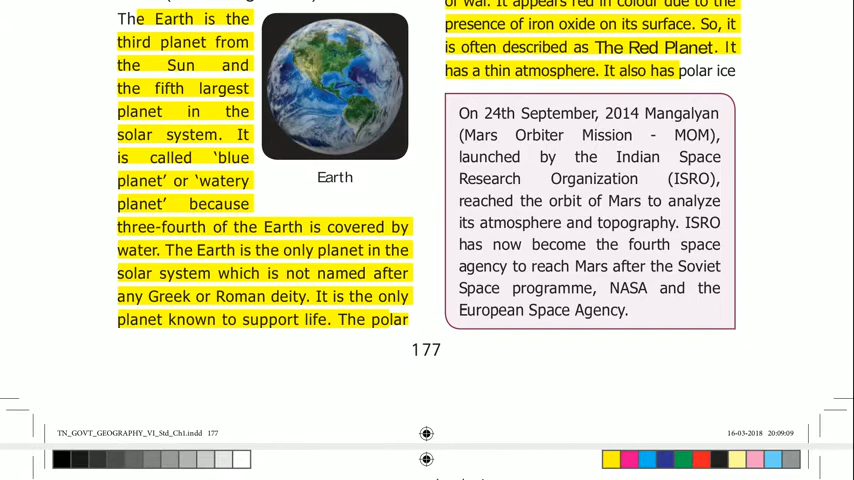 The Earth is the
third planet from
the Sun and
the fifth largest
planet in the
solar system. It
is called 'blue
planet' or 'watery
planet' because
three-fourth of the Earth is covered by
water. The Earth is the only planet in the
solar system which is not named after
any Greek or Roman deity. It is the only
planet known to support life. The polar
Earth
of war. It appears red in colour due to the
presence of iron oxide on its surface. So, it
is often described as The Red Planet. It
has a thin atmosphere. It also has polar ice
On 24th September, 2014 Mangalyan
(Mars Orbiter Mission - MOM),
launched by the Indian Space
Research Organization (ISRO),
reached the orbit of Mars to analyze
its atmosphere and topography. ISRO
has now become the fourth space
agency to reach Mars after the Soviet
Space programme, NASA and the
European Space Agency.
177
TN_GOVT_GEOGRAPHY_VI_Std_Ch1.indd 177
16-03-2018 20:09:09